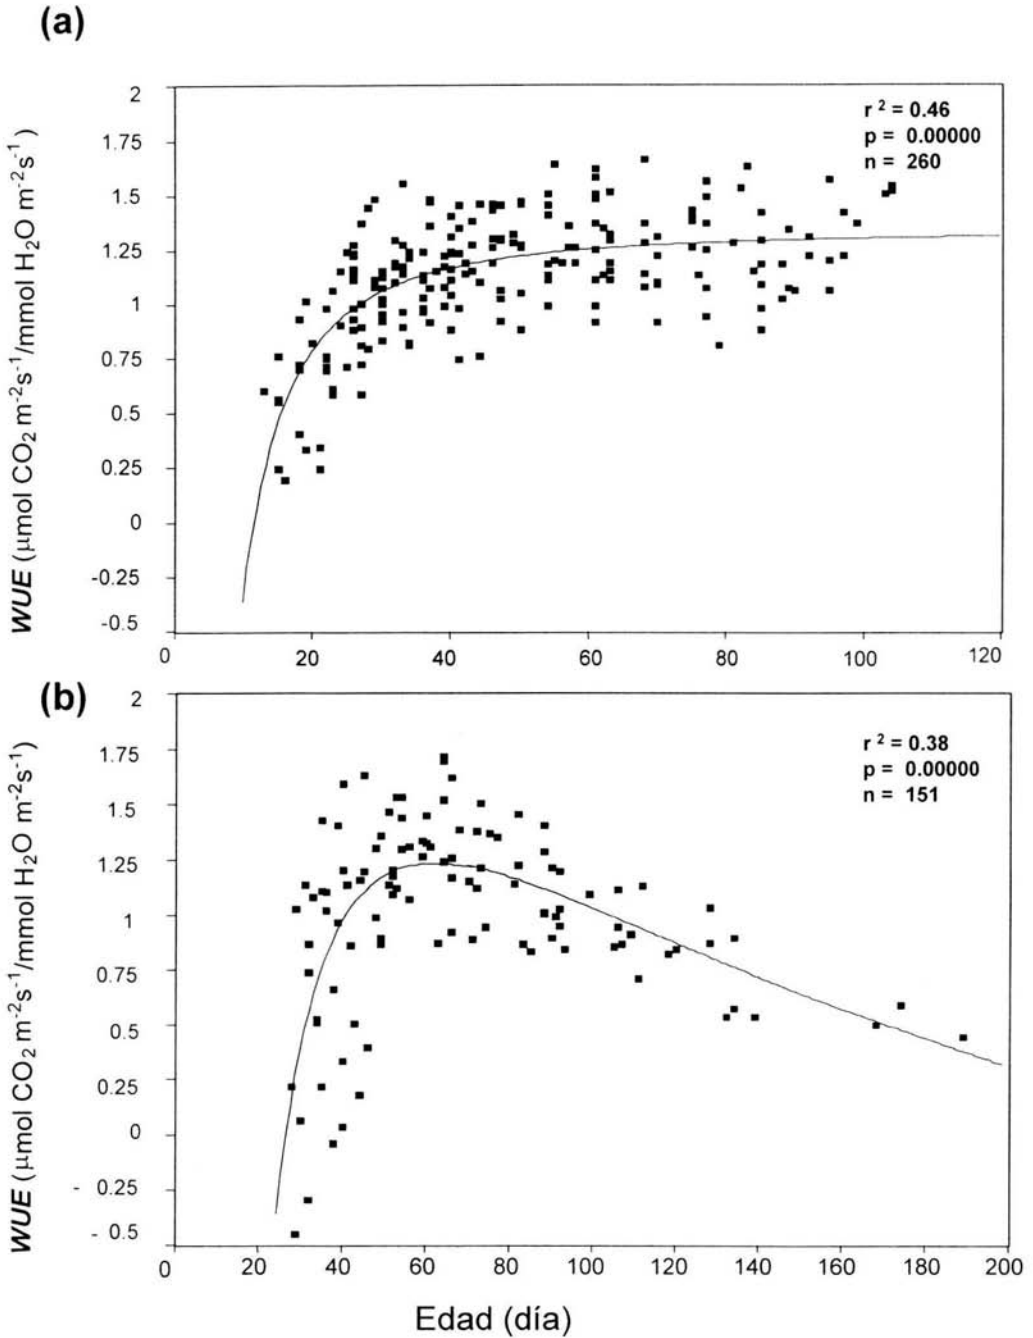 (a)
WUE (μmol CO2 m-2s-1/mmol H2O m-2s-1 )
2
1.75
1.5
1.25
1
0.75
0.5
0.25
0
-0.25
-0.5
r 2 = 0.46
p = 0.00000
n = 260
0 20 40 60 80 100 120
(b)
WUE (μmol CO2 m-2s-1/mmol H2O m-2s-1)
2
1.75
1.5
1.25
1
0.75
0.5
0.25
0
- 0.25
- 0.5
r 2 = 0.38
p = 0.00000
n = 151
0 20 40 60 80 100 120 140 160 180 200
Edad (día)